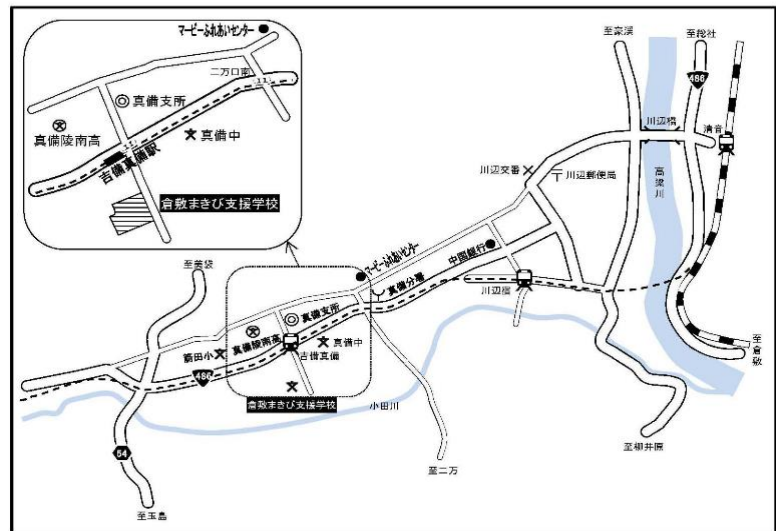 マービーふれあいセンター
二万口南
11
真備支所
真備陵南高
真備中
吉備真備駅
倉敷まきび支援学校
至豪渓
至総社
486
川辺橋
清音
高梁川
川辺交番
川辺郵便局
マービーふれあいセンター
中国銀行
真備分署
川辺宿
至美袋
真備支所
真備陵南高
真備中
箭田小
吉備真備
486
倉敷まきび支援学校
小田川
至倉敷
54
至柳井原
至二万
至玉島